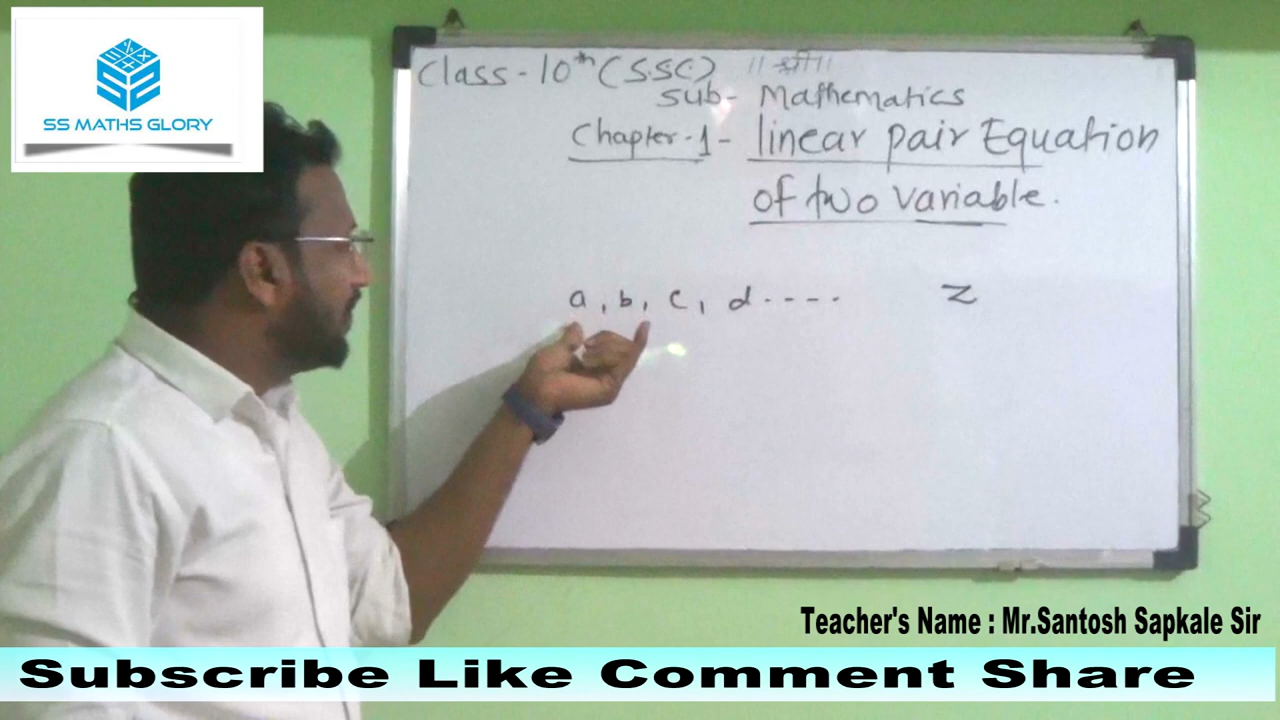 SS MATHS GLORY
Class - 10th (S.S.C) ॥ श्री ॥
Sub- Mathematics
Chapter-1 - linear pair Equation
of two variable.
a, b, c, d ---- z
Teacher's Name : Mr.Santosh Sapkale Sir
Subscribe Like Comment Share